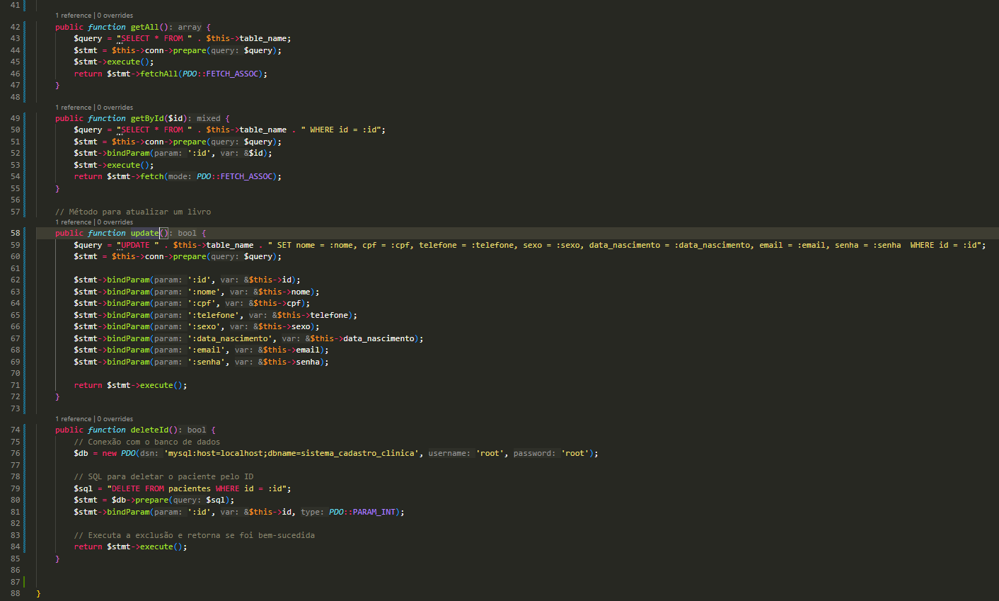 41
1 reference | 0 overrides
42 public function getAll(): array {
43 $query = "SELECT * FROM " . $this->table_name;
44 $stmt = $this->conn->prepare(query: $query);
45 $stmt->execute();
46 return $stmt->fetchAll(PDO::FETCH_ASSOC);
47 }
48
1 reference | 0 overrides
49 public function getById($id): mixed {
50 $query = "SELECT * FROM " . $this->table_name . " WHERE id = :id";
51 $stmt = $this->conn->prepare(query: $query);
52 $stmt->bindParam(param: ':id', var: &$id);
53 $stmt->execute();
54 return $stmt->fetch(mode: PDO::FETCH_ASSOC);
55 }
56
57 // Método para atualizar um livro
1 reference | 0 overrides
58 public function update(): bool {
59 $query = "UPDATE " . $this->table_name . " SET nome = :nome, cpf = :cpf, telefone = :telefone, sexo = :sexo, data_nascimento = :data_nascimento, email = :email, senha = :senha  WHERE id = :id";
60 $stmt = $this->conn->prepare(query: $query);
61
62 $stmt->bindParam(param: ':id', var: &$this->id);
63 $stmt->bindParam(param: ':nome', var: &$this->nome);
64 $stmt->bindParam(param: ':cpf', var: &$this->cpf);
65 $stmt->bindParam(param: ':telefone', var: &$this->telefone);
66 $stmt->bindParam(param: ':sexo', var: &$this->sexo);
67 $stmt->bindParam(param: ':data_nascimento', var: &$this->data_nascimento);
68 $stmt->bindParam(param: ':email', var: &$this->email);
69 $stmt->bindParam(param: ':senha', var: &$this->senha);
70
71 return $stmt->execute();
72 }
73
1 reference | 0 overrides
74 public function deleteId(): bool {
75 // Conexão com o banco de dados
76 $db = new PDO(dsn: 'mysql:host=localhost;dbname=sistema_cadastro_clinica', username: 'root', password: 'root');
77
78 // SQL para deletar o paciente pelo ID
79 $sql = "DELETE FROM pacientes WHERE id = :id";
80 $stmt = $db->prepare(query: $sql);
81 $stmt->bindParam(param: ':id', var: &$this->id, type: PDO::PARAM_INT);
82
83 // Executa a exclusão e retorna se foi bem-sucedida
84 return $stmt->execute();
85 }
86
87
88 }